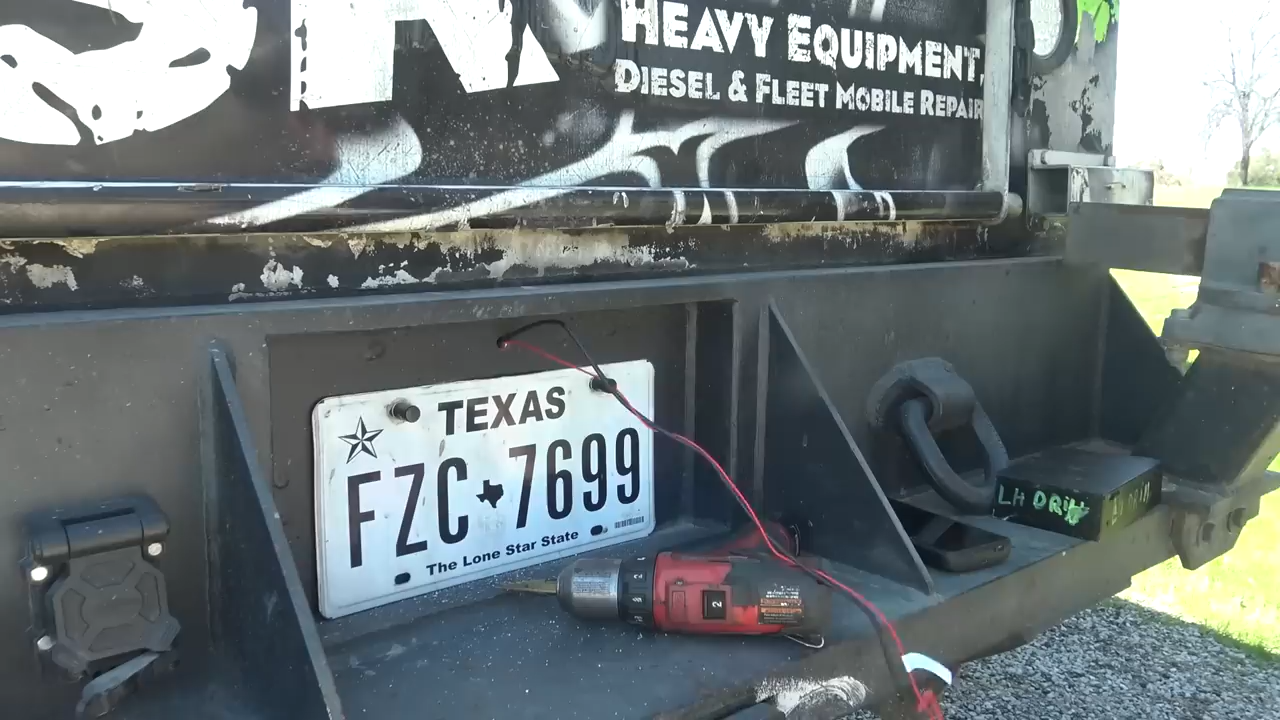 HEAVY EQUIPMENT,
DIESEL & FLEET MOBILE REPAIR
TEXAS
FZC 7699
The Lone Star State
2
LH DRIV